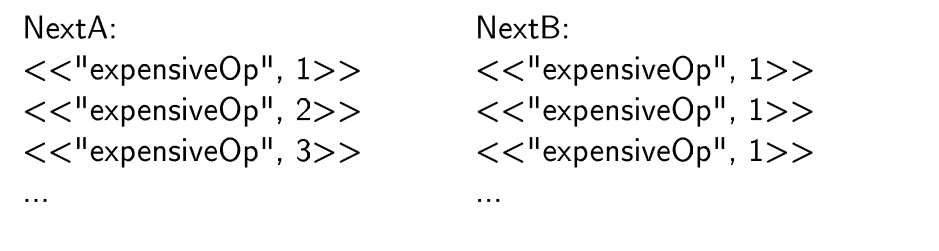 NextA:
<<"expensiveOp", 1>>
<<"expensiveOp", 2>>
<<"expensiveOp", 3>>
...
NextB:
<<"expensiveOp", 1>>
<<"expensiveOp", 1>>
<<"expensiveOp", 1>>
...